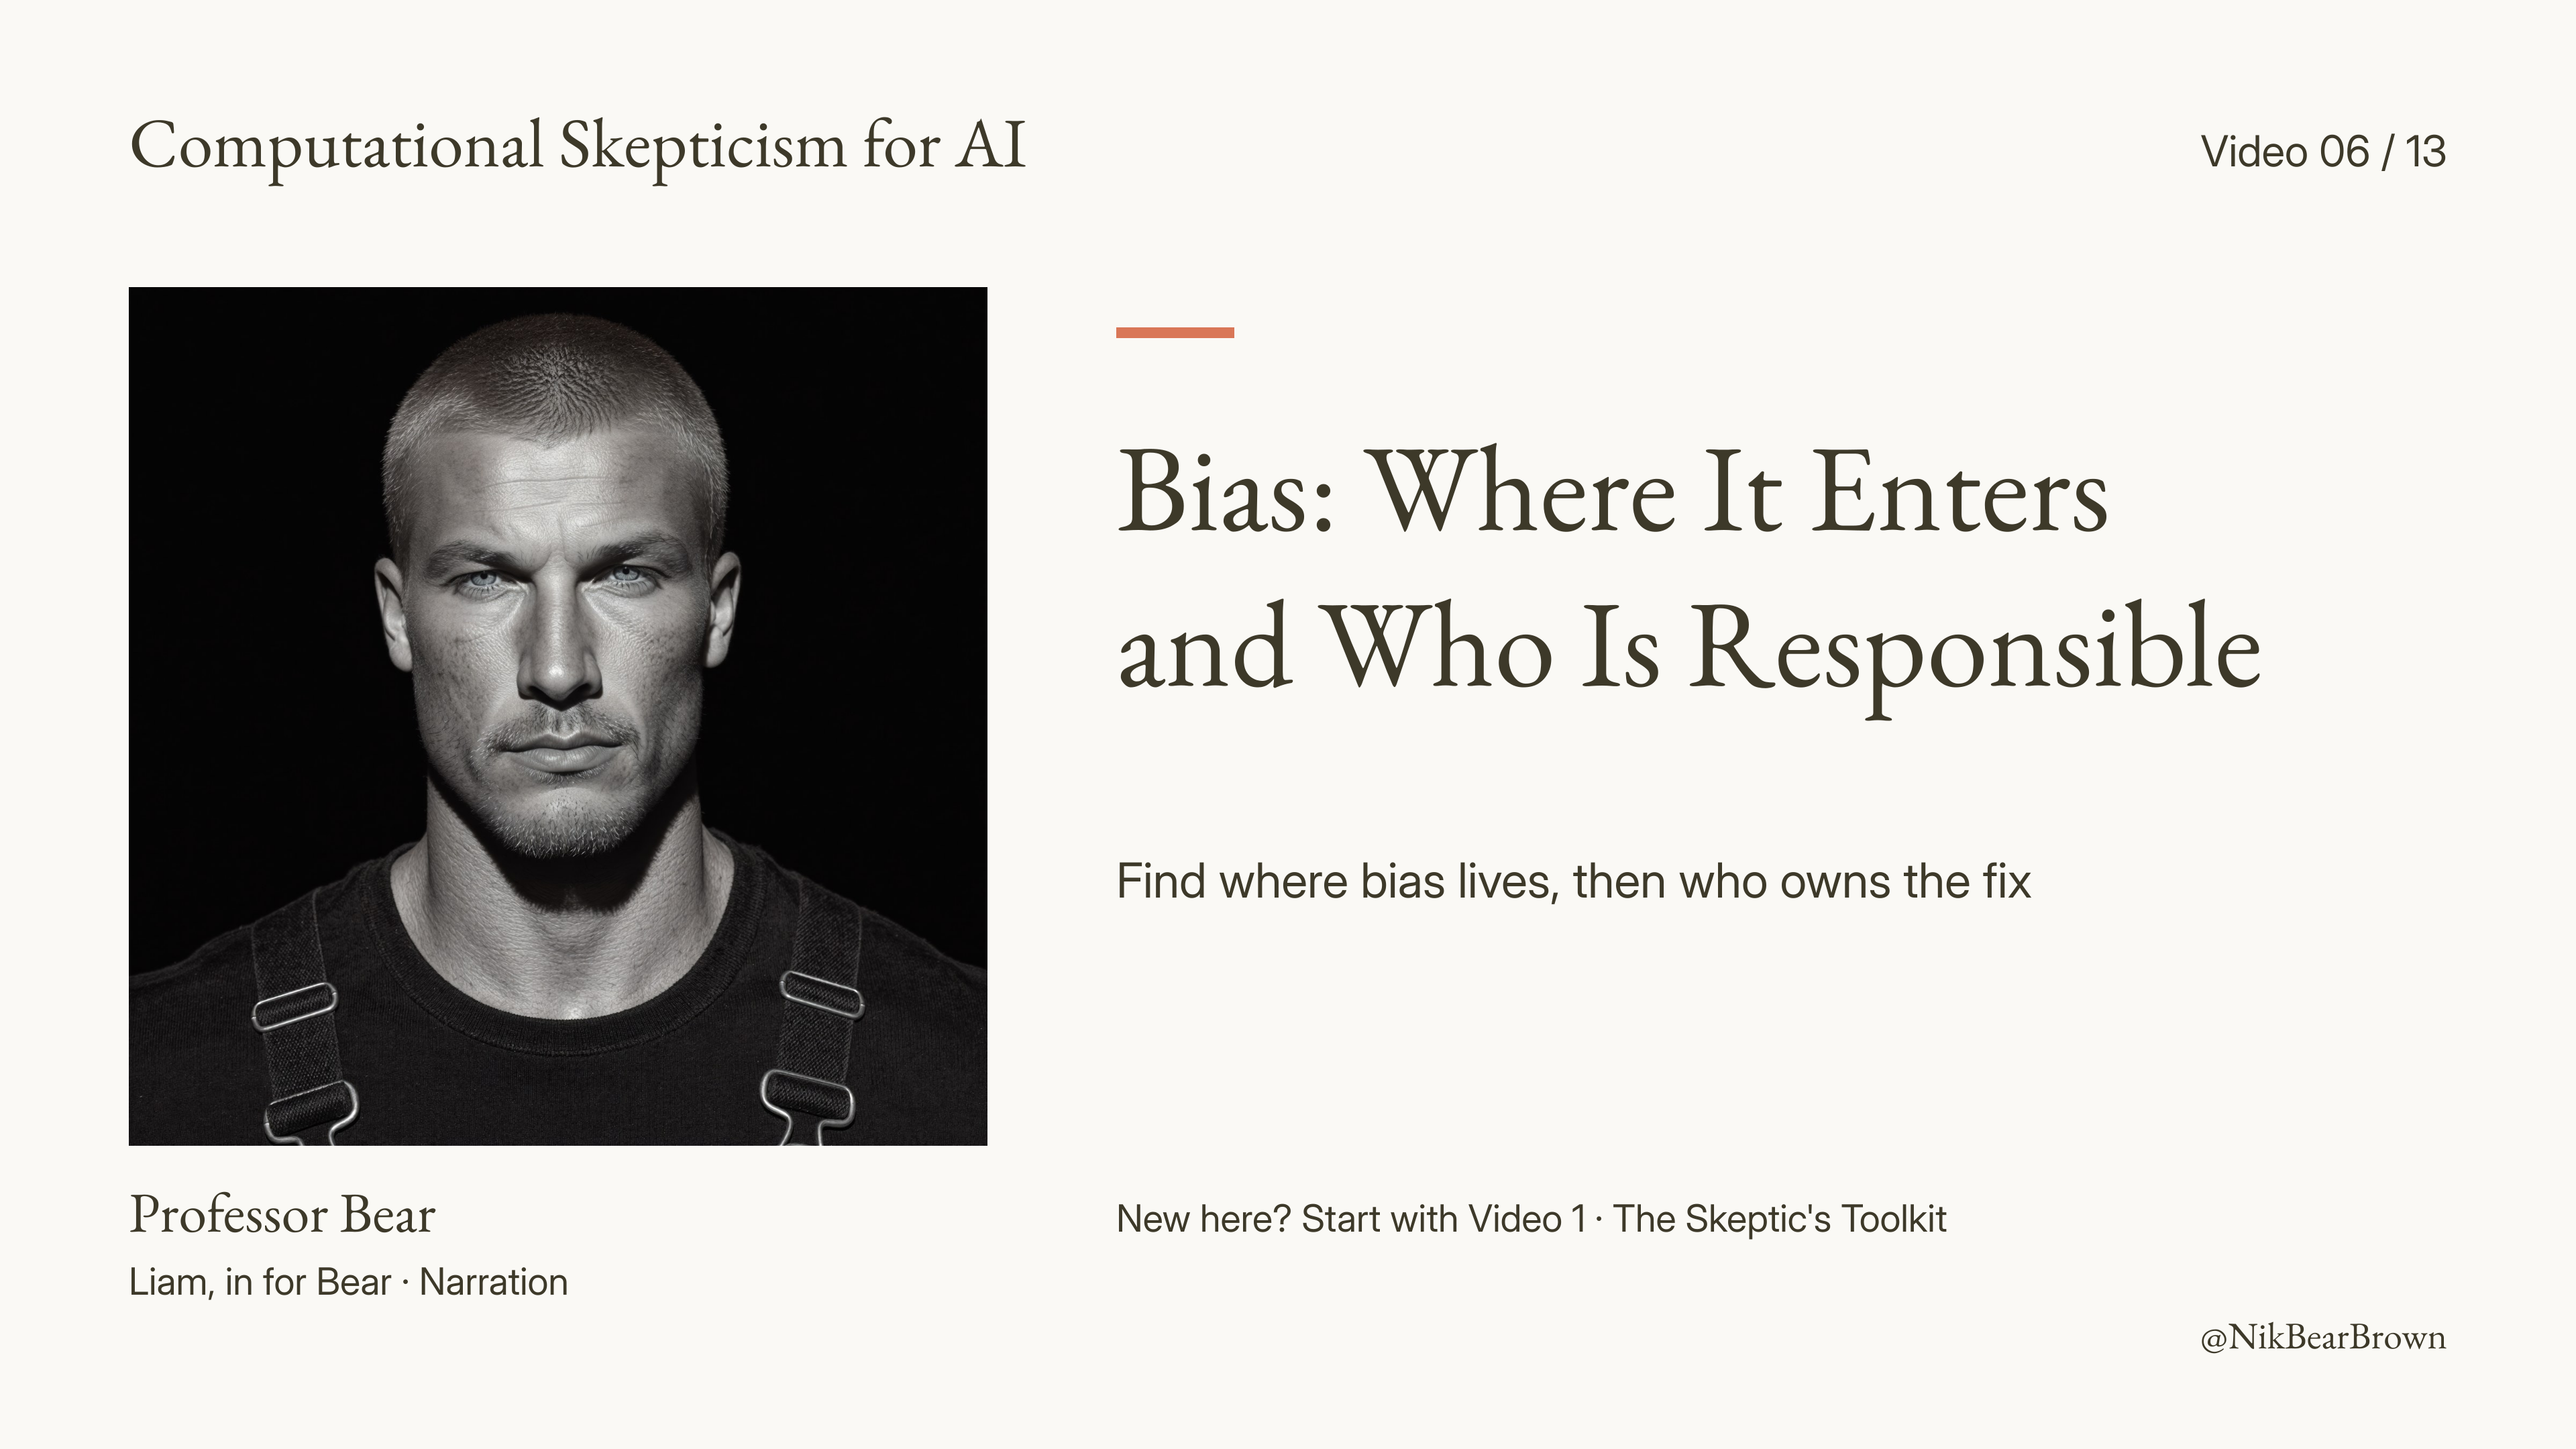 Computational Skepticism for AI
Video 06 / 13
Bias: Where It Enters
and Who Is Responsible
Find where bias lives, then who owns the fix
Professor Bear
Liam, in for Bear · Narration
New here? Start with Video 1 · The Skeptic's Toolkit
@NikBearBrown